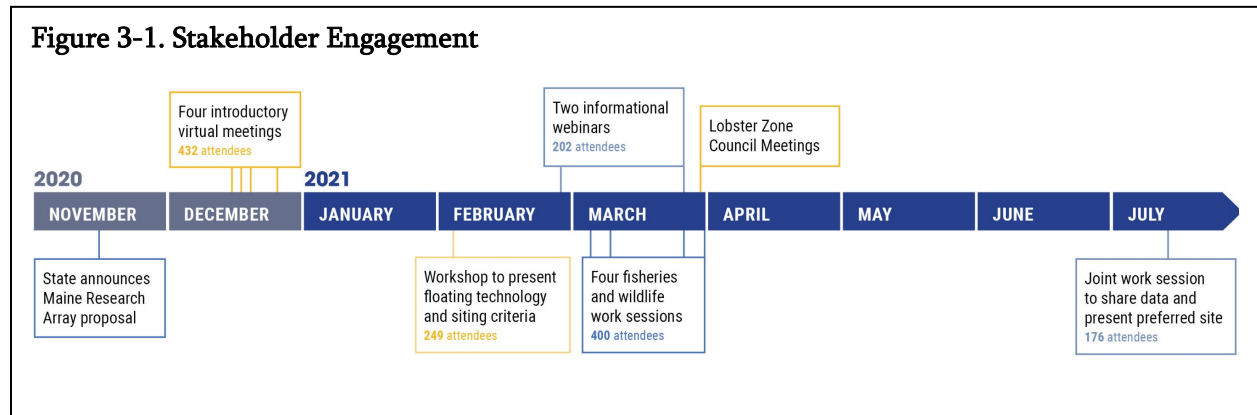 Figure 3-1. Stakeholder Engagement
Four introductory
virtual meetings
432 attendees
Two informational
webinars
202 attendees
Lobster Zone
Council Meetings
2020
2021
NOVEMBER
DECEMBER
JANUARY
FEBRUARY
MARCH
APRIL
MAY
JUNE
JULY
State announces
Maine Research
Array proposal
Workshop to present
floating technology
and siting criteria
249 attendees
Four fisheries
and wildlife
work sessions
400 attendees
Joint work session
to share data and
present preferred site
176 attendees